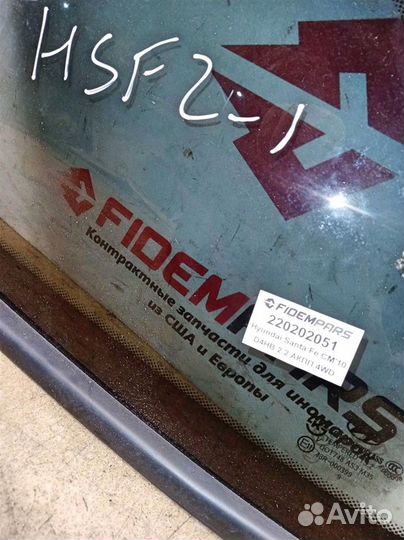 HSF2-1
FIDEMPARS
Контрактные запчасти для иномарок
из США и Европы
FIDEMPARS
220202051
Hyundai Santa Fe CM'10
D4HB 2.2 АКПП 4WD
Avito